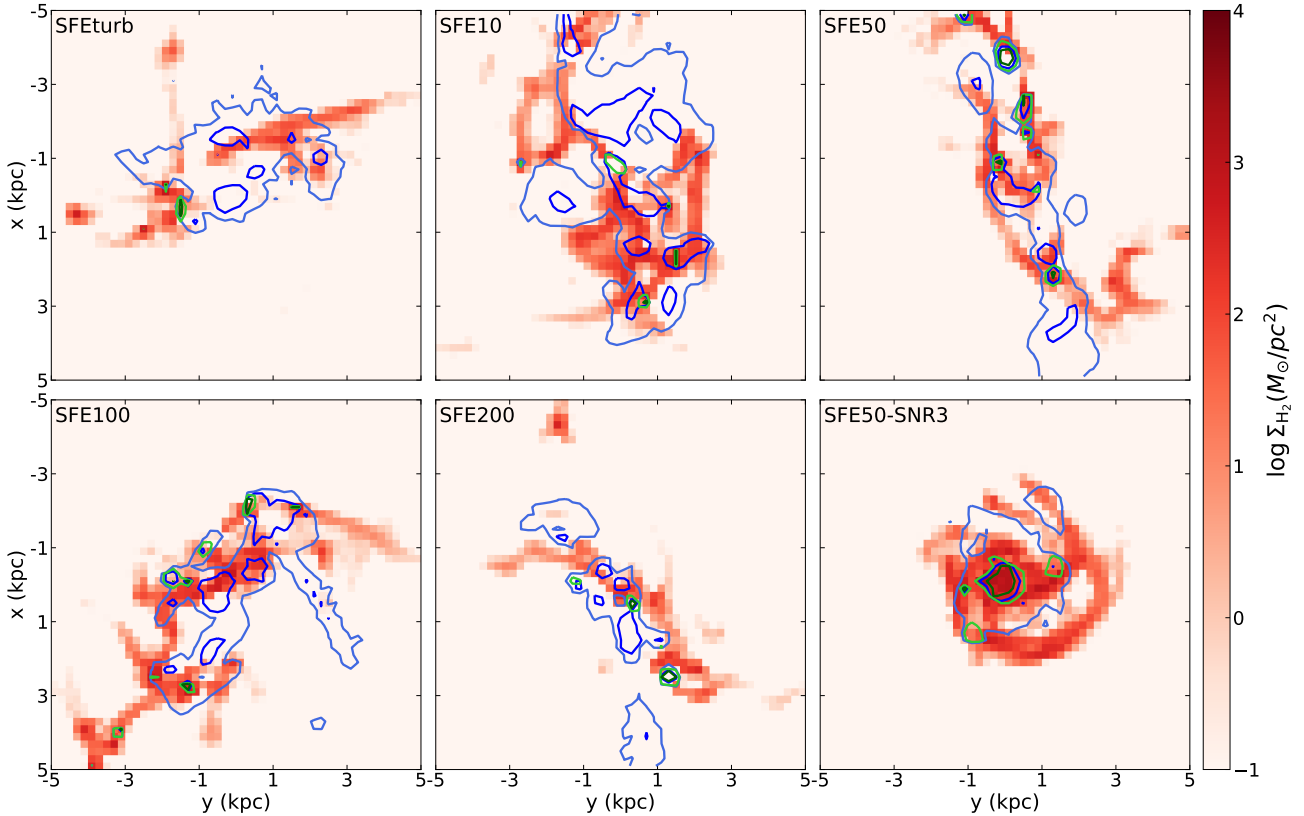 SFEturb SFE10 SFE50
-5 -3 -1 1 3 5
x (kpc)
SFE100 SFE200 SFE50-SNR3
-5 -3 -1 1 3 5
x (kpc)
-5 -3 -1 1 3 5-5 -3 -1 1 3 5-5 -3 -1 1 3 5
y (kpc) y (kpc) y (kpc)
4
3
2
1
0
−1
log Σ_H₂(M⊙/pc⁻²)